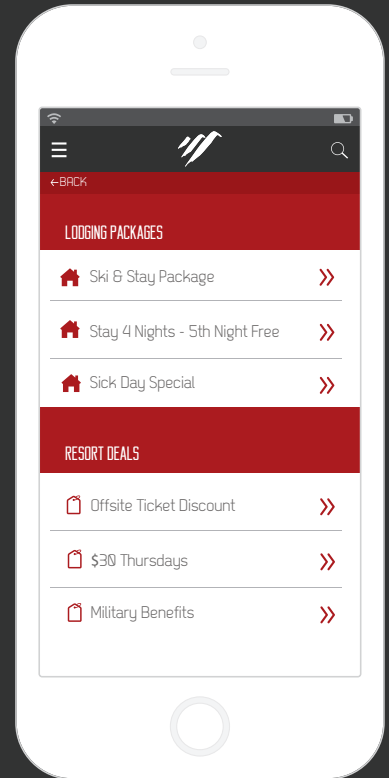 ←BACK
LODGING PACKAGES
Ski & Stay Package
Stay 4 Nights - 5th Night Free
Sick Day Special
RESORT DEALS
Offsite Ticket Discount
$30 Thursdays
Military Benefits